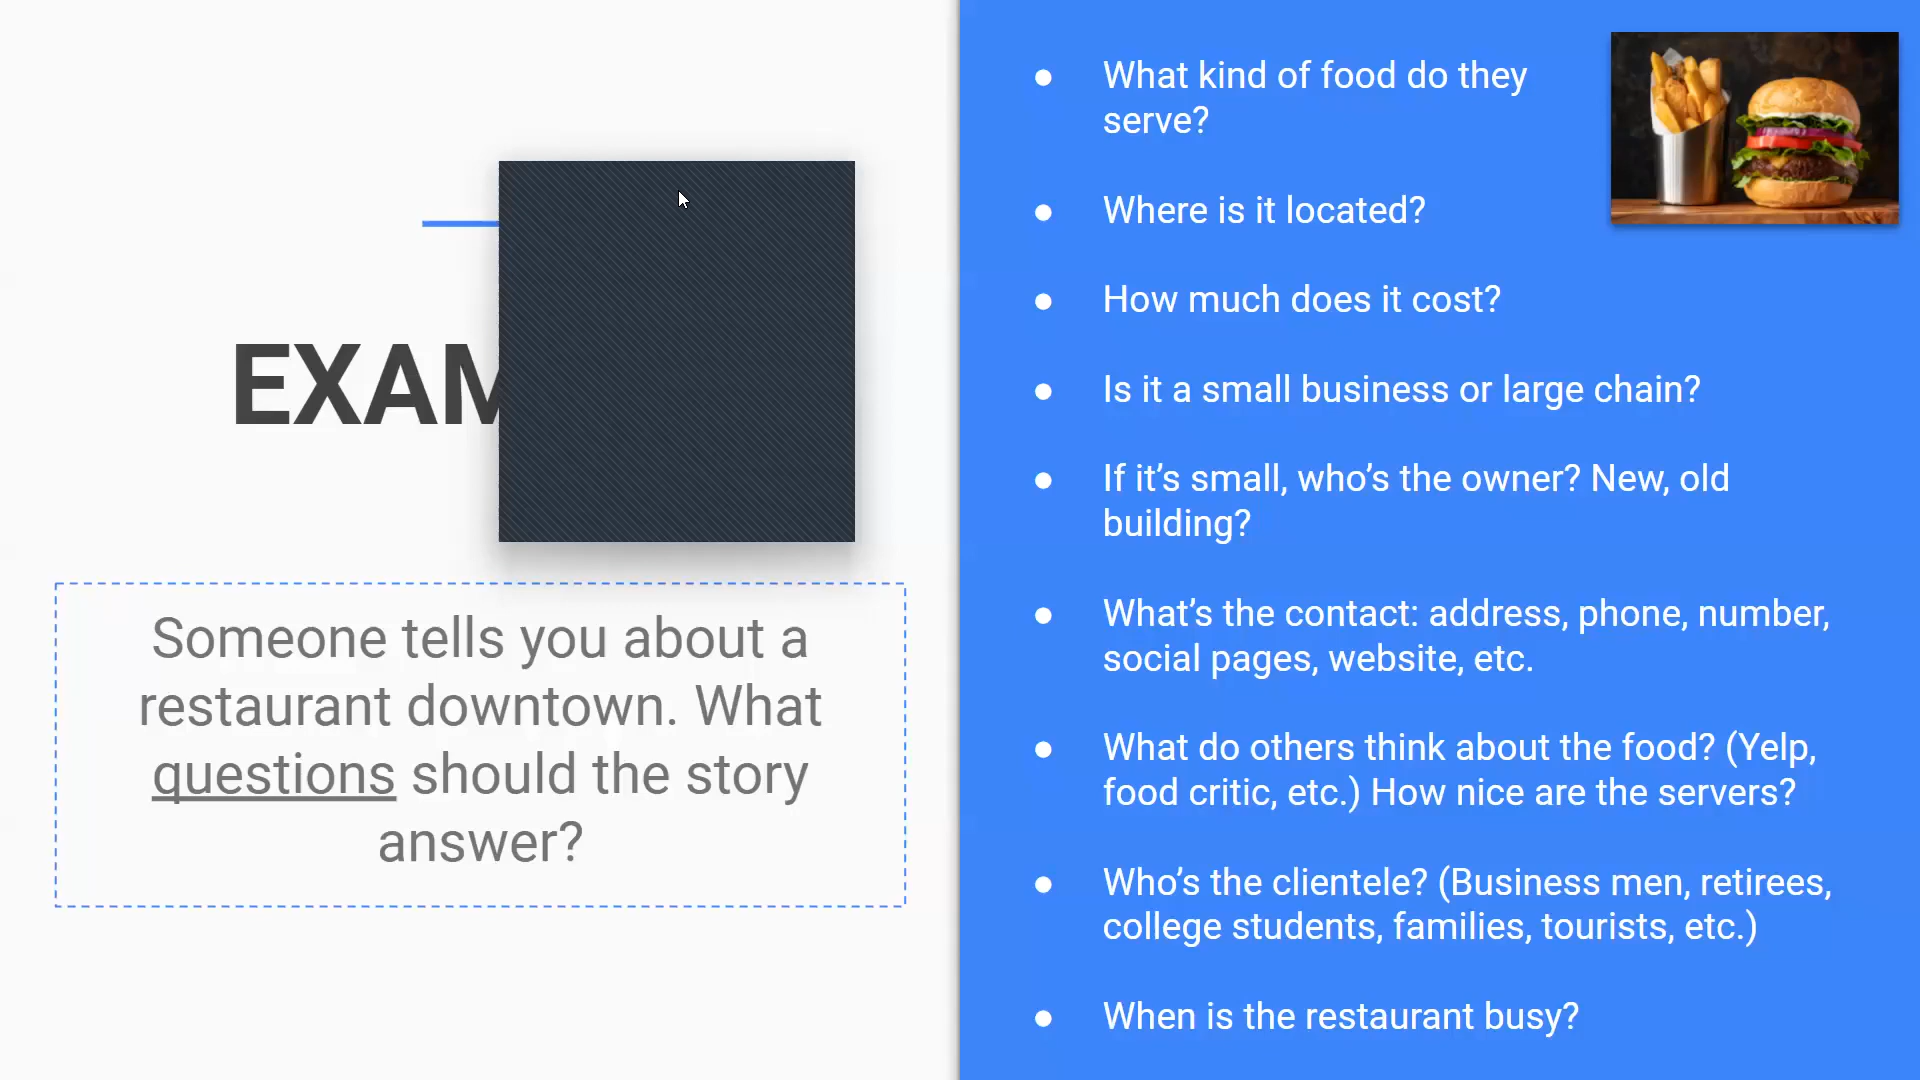 EXAM
Someone tells you about a
restaurant downtown. What
questions should the story
answer?
● What kind of food do they
serve?
● Where is it located?
● How much does it cost?
● Is it a small business or large chain?
● If it’s small, who’s the owner? New, old
building?
● What’s the contact: address, phone, number,
social pages, website, etc.
● What do others think about the food? (Yelp,
food critic, etc.) How nice are the servers?
● Who’s the clientele? (Business men, retirees,
college students, families, tourists, etc.)
● When is the restaurant busy?